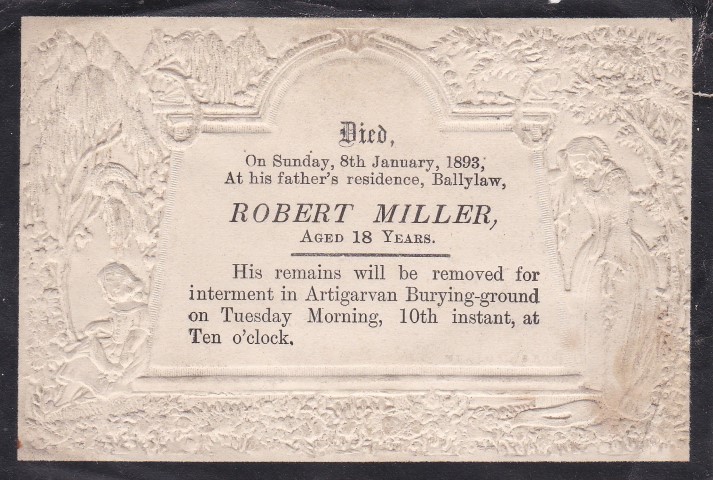 Died,
On Sunday, 8th January, 1893,
At his father's residence, Ballylaw,
ROBERT MILLER,
AGED 18 YEARS.
His remains will be removed for
interment in Artigarvan Burying-ground
on Tuesday Morning, 10th instant, at
Ten o'clock.